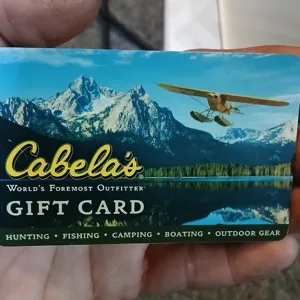 Cabela's®
WORLD'S FOREMOST OUTFITTER
GIFT CARD
HUNTING • FISHING • CAMPING • BOATING • OUTDOOR GEAR